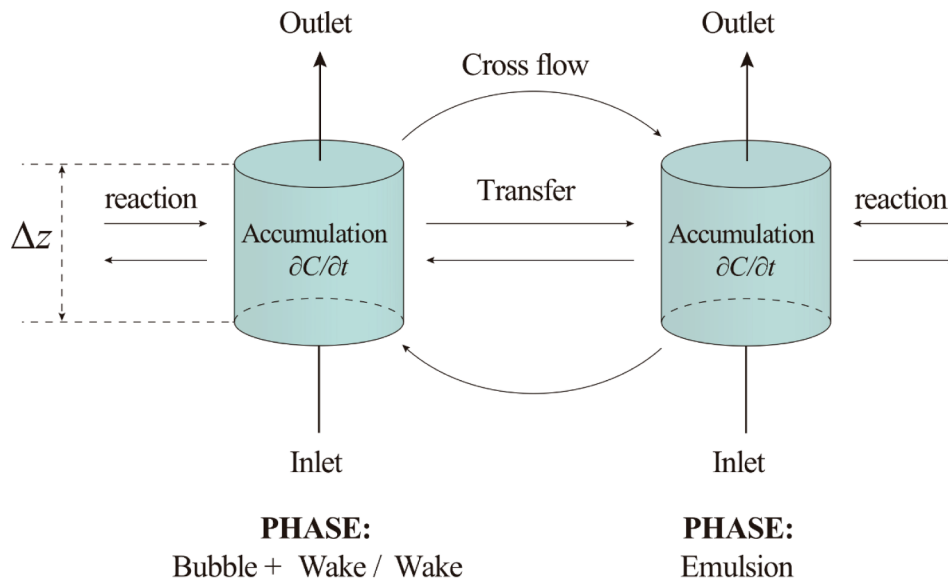 Outlet
Outlet
Cross flow
reaction
Transfer
reaction
Δz
Accumulation
∂C/∂t
Accumulation
∂C/∂t
Inlet
Inlet
PHASE:
Bubble + Wake / Wake
PHASE:
Emulsion